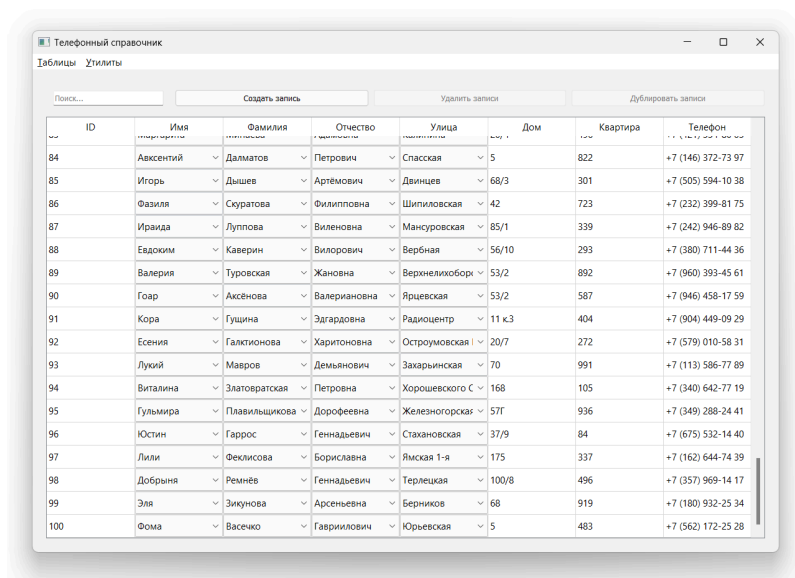 Телефонный справочник
Таблицы Утилиты
Поиск... Создать запись Удалить записи Дублировать записи
ID Имя Фамилия Отчество Улица Дом Квартира Телефон
84 Авксентий Далматов Петрович Спасская 5 822 +7 (146) 372-73 97
85 Игорь Дышев Артёмович Двинцев 68/3 301 +7 (505) 594-10 38
86 Фазиля Скуратова Филипповна Шипиловская 42 723 +7 (232) 399-81 75
87 Ираида Луппова Виленовна Мансуровская 85/1 339 +7 (242) 946-89 82
88 Евдоким Каверин Вилорович Вербная 56/10 293 +7 (380) 711-44 36
89 Валерия Туровская Жановна Верхнелихоборс 53/2 892 +7 (960) 393-45 61
90 Гоар Аксёнова Валериановна Ярцевская 53/2 587 +7 (946) 458-17 59
91 Кора Гущина Эдгардовна Радиоцентр 11 к.3 404 +7 (904) 449-09 29
92 Есения Галактионова Харитоновна Остроумовская 20/7 272 +7 (579) 010-58 31
93 Лукий Мавров Демьянович Захарьинская 70 991 +7 (113) 586-77 89
94 Виталина Златовратская Петровна Хорошевского С 168 105 +7 (340) 642-77 19
95 Гульмира Плавильщикова Дорофеевна Железногорская 57Г 936 +7 (349) 288-24 41
96 Юстин Гаррос Геннадьевич Стахановская 37/9 84 +7 (675) 532-14 40
97 Лили Феклисова Бориславна Ямская 1-я 175 337 +7 (162) 644-74 39
98 Добрыня Ремнёв Геннадьевич Терлецкая 100/8 496 +7 (357) 969-14 17
99 Эля Зикунова Арсеньевна Берников 68 919 +7 (180) 932-25 34
100 Фома Васечко Гавриилович Юрьевская 5 483 +7 (562) 172-25 28